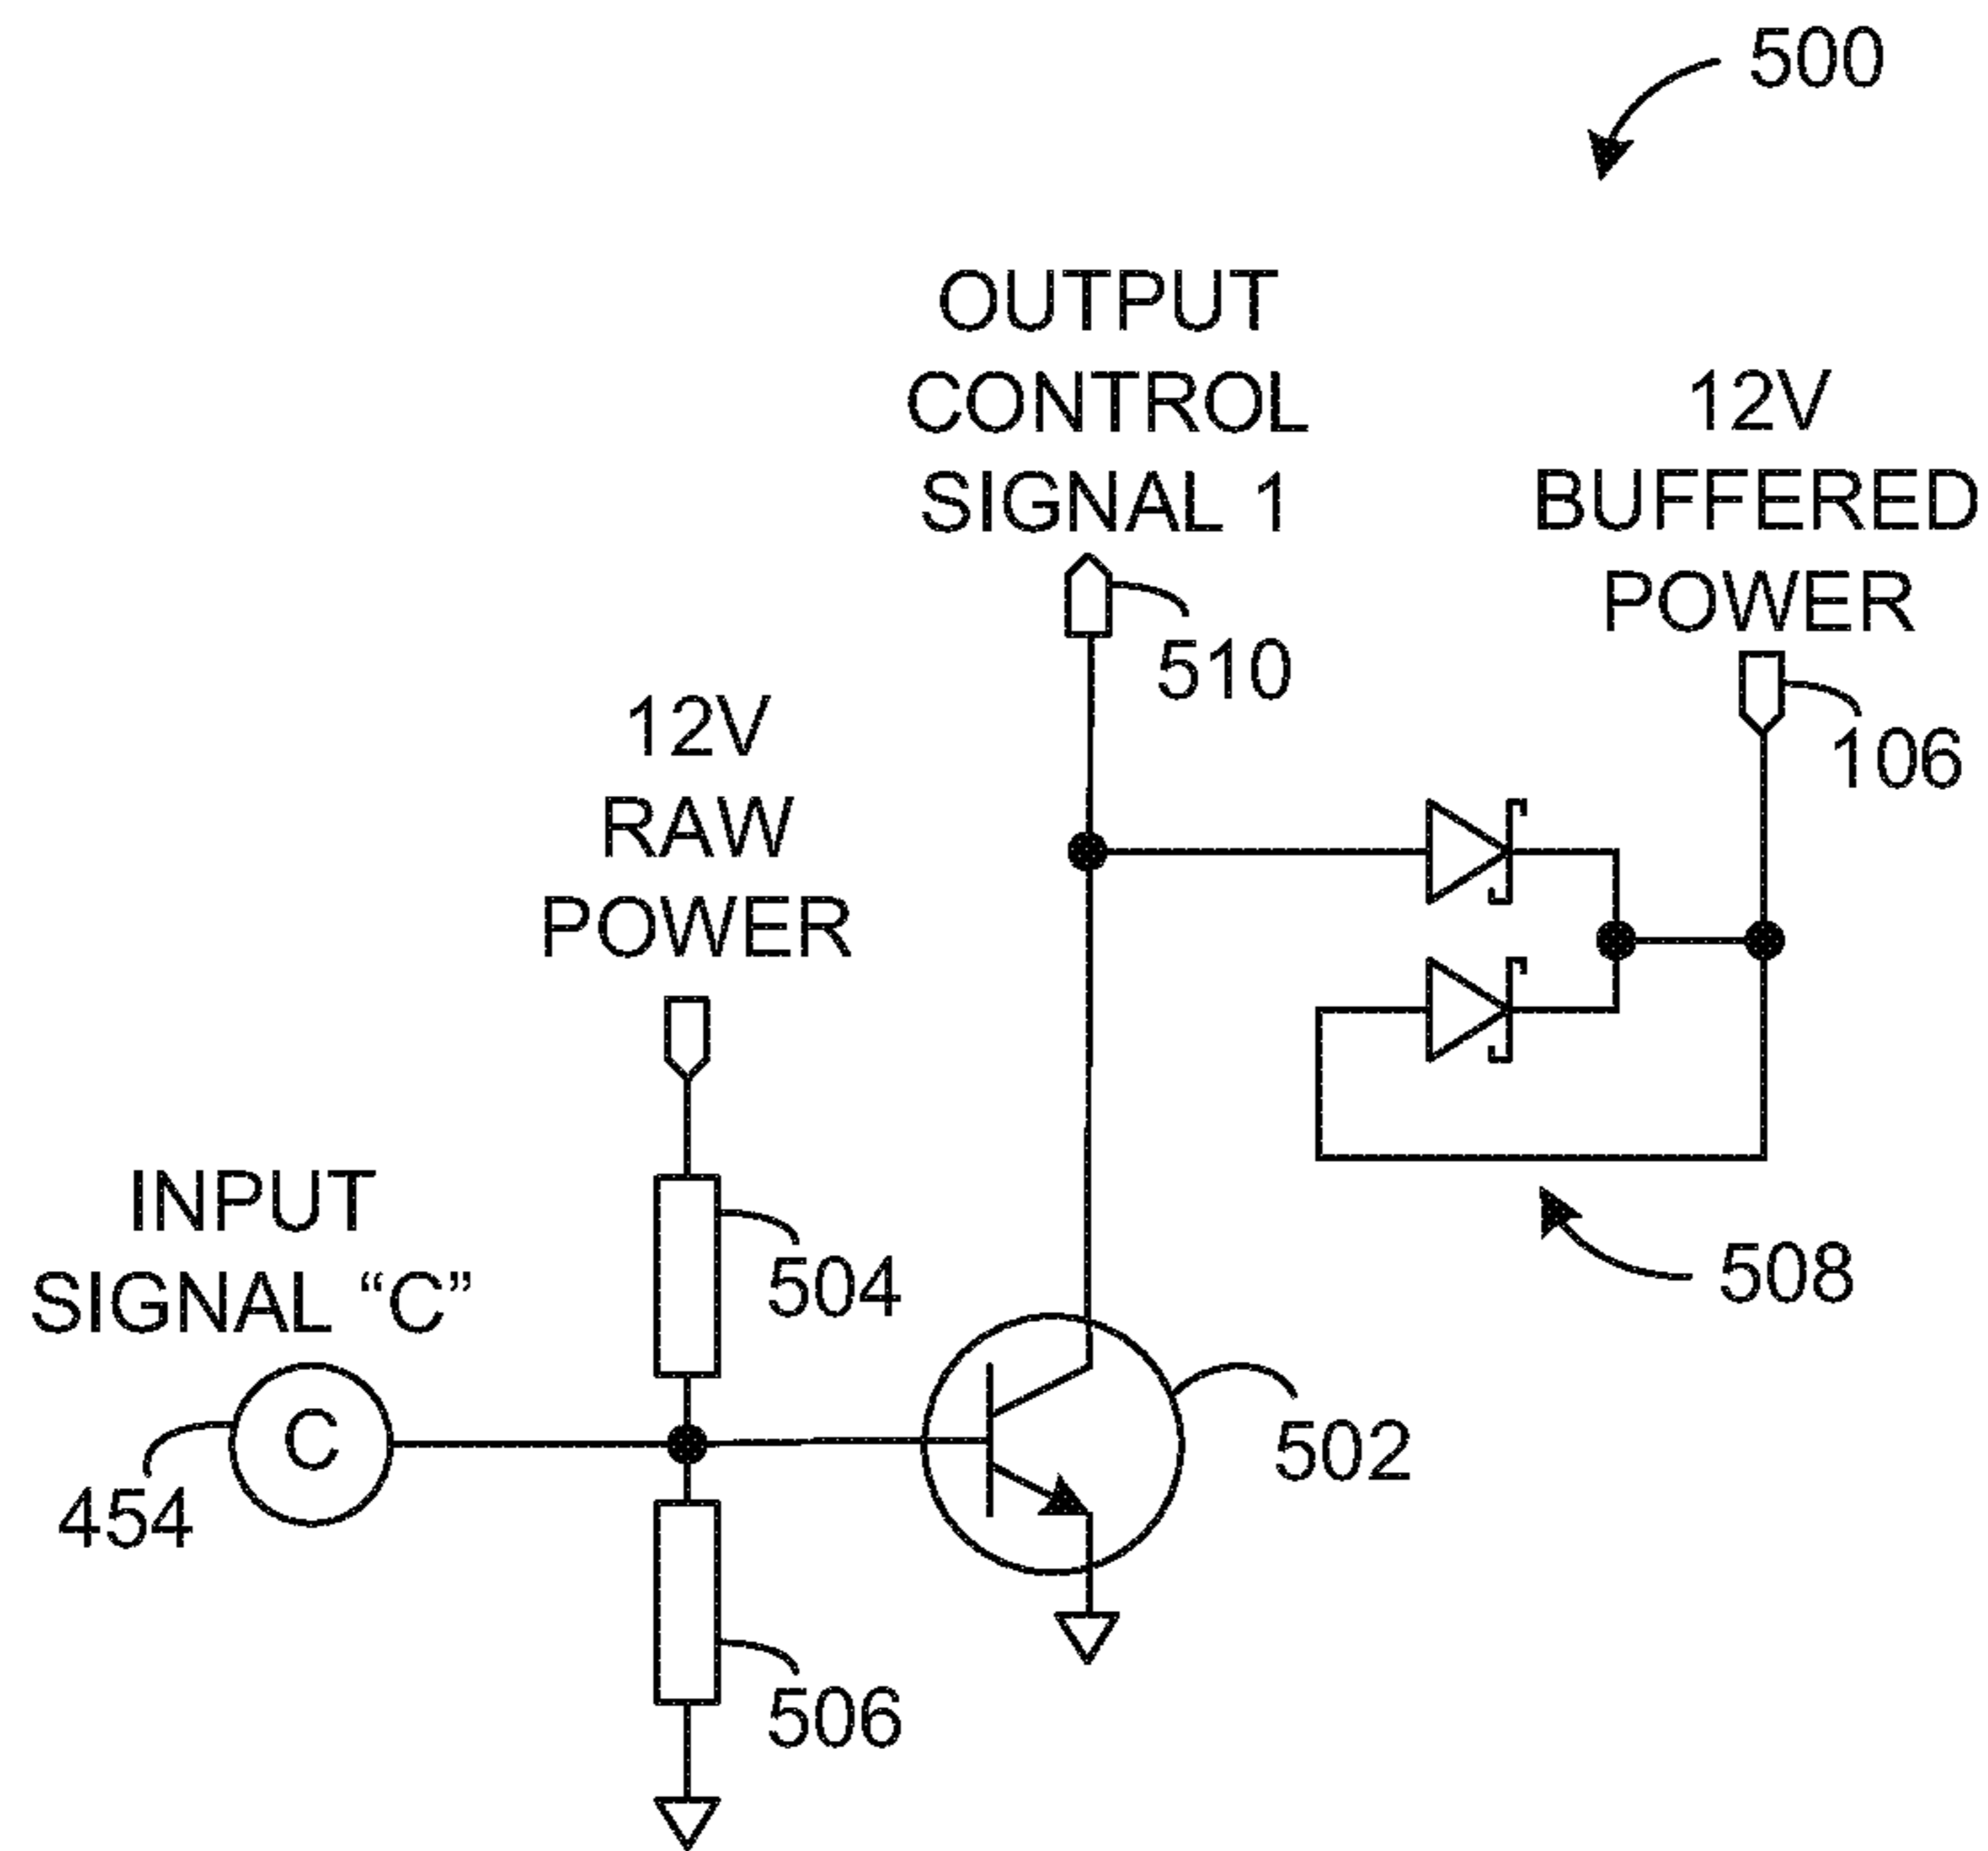 500
OUTPUT
CONTROL
SIGNAL 1
12V
BUFFERED
POWER
510
106
12V
RAW
POWER
INPUT
SIGNAL “C”
504
508
C
502
454
506